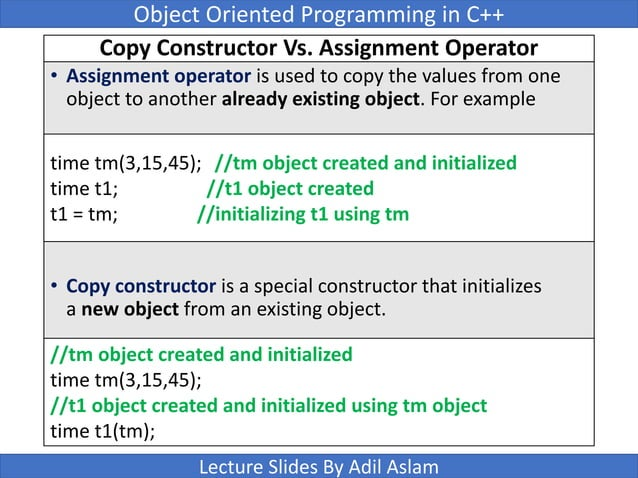 Object Oriented Programming in C++
Copy Constructor Vs. Assignment Operator
• Assignment operator is used to copy the values from one
object to another already existing object. For example
time tm(3,15,45); //tm object created and initialized
time t1; //t1 object created
t1 = tm; //initializing t1 using tm
• Copy constructor is a special constructor that initializes
a new object from an existing object.
//tm object created and initialized
time tm(3,15,45);
//t1 object created and initialized using tm object
time t1(tm);
Lecture Slides By Adil Aslam